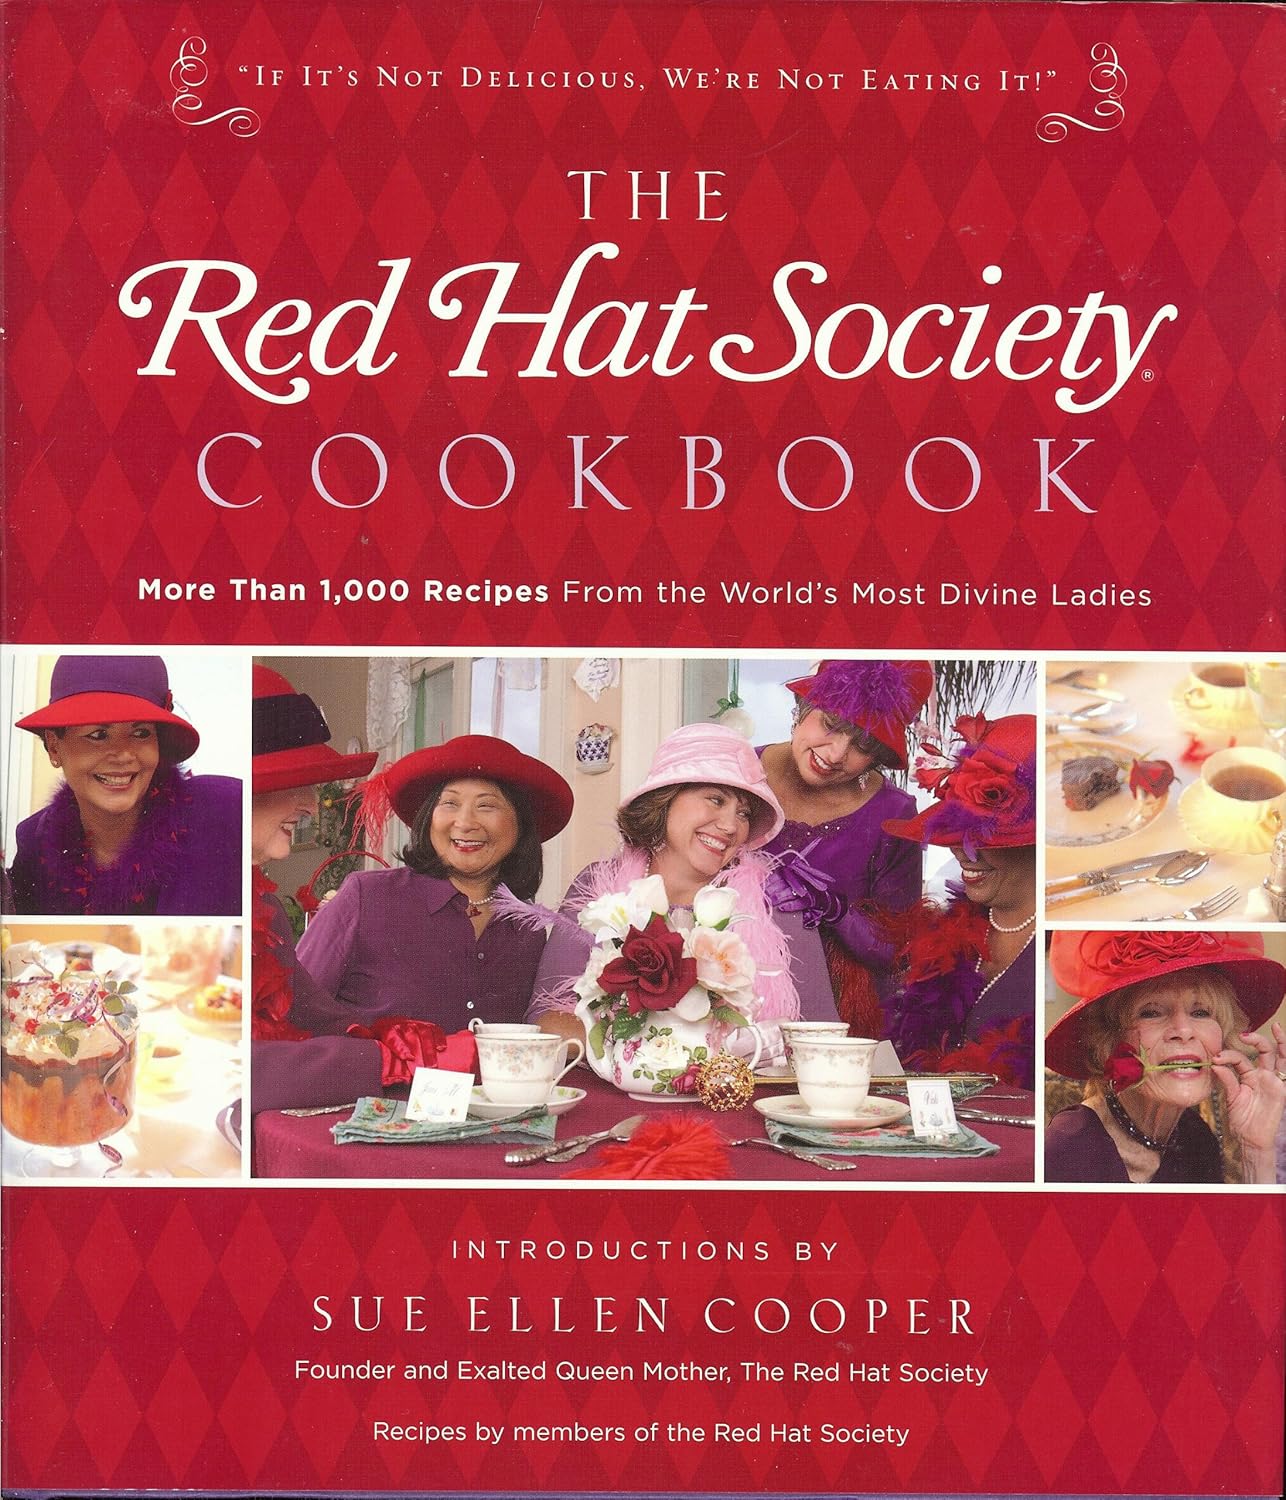 “If It’s Not Delicious, We’re Not Eating It!”
THE
Red Hat Society®
COOKBOOK
More Than 1,000 Recipes From the World’s Most Divine Ladies
INTRODUCTIONS BY
SUE ELLEN COOPER
Founder and Exalted Queen Mother, The Red Hat Society
Recipes by members of the Red Hat Society